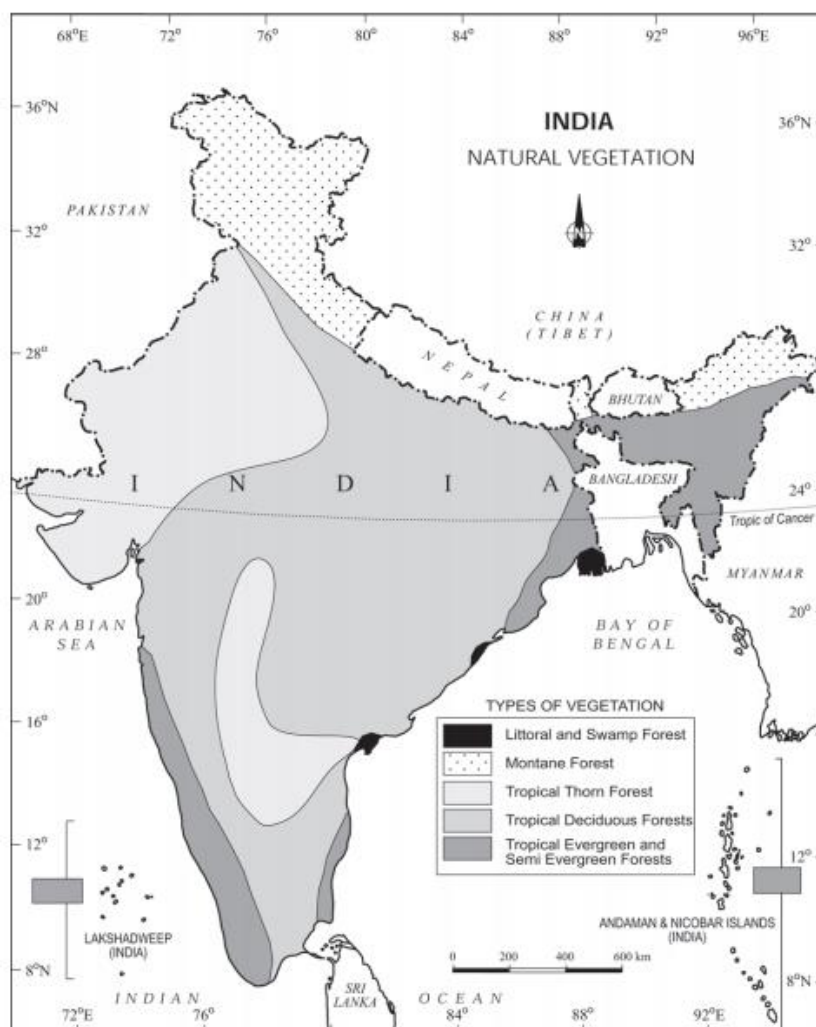 68°E 72° 76° 80° 84° 88°E 92° 96°E
36°N
INDIA
NATURAL VEGETATION
36°N
N
PAKISTAN
32°
32°
CHINA
(TIBET)
28°
NEPAL
28°
BHUTAN
INDIA
BANGLADESH
24°
24°
Tropic of Cancer
MYANMAR
20°
20°
ARABIAN
SEA
BAY OF
BENGAL
16°
TYPES OF VEGETATION
Littoral and Swamp Forest
Montane Forest
Tropical Thorn Forest
Tropical Deciduous Forests
Tropical Evergreen and
Semi Evergreen Forests
12°
12°
LAKSHADWEEP
(INDIA)
ANDAMAN & NICOBAR ISLANDS
(INDIA)
0 200 400 600 km
8°N
8°N
SRI
LANKA
INDIAN OCEAN
72°E 76° 80° 84° 88° 92°E